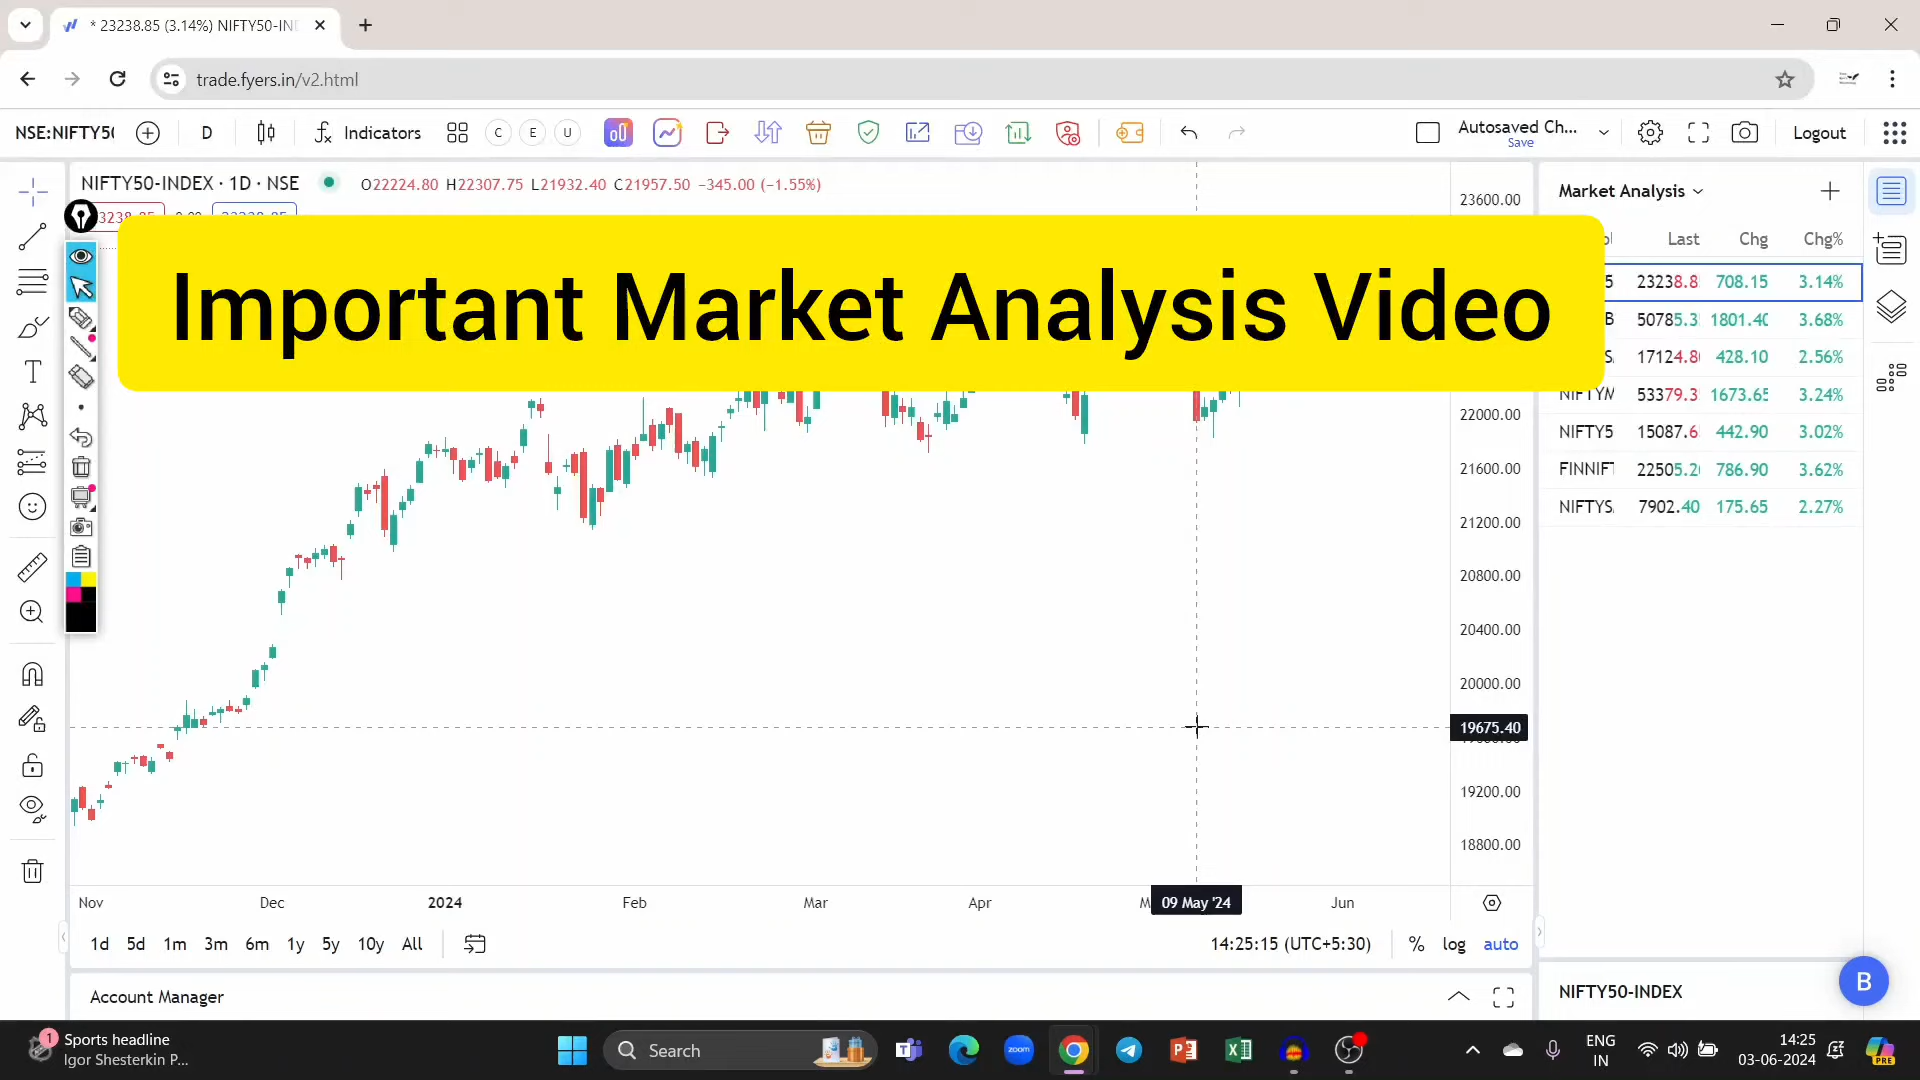 * 23238.85 (3.14%) NIFTY50-IN
trade.fyers.in/v2.html
NSE:NIFTY5
D
Indicators
C
E
U
Autosaved Ch...
Save
Logout
NIFTY50-INDEX · 1D · NSE
O22224.80 H22307.75 L21932.40 C21957.50 −345.00 (−1.55%)
Important Market Analysis Video
23600.00
22000.00
21600.00
21200.00
20800.00
20400.00
20000.00
19675.40
19200.00
18800.00
Market Analysis
Last Chg Chg%
5 23238.8 708.15 3.14%
B 50785.3 1801.40 3.68%
17124.8 428.10 2.56%
NIFTYM 53379.3 1673.65 3.24%
NIFTY5 15087.6 442.90 3.02%
FINNIFT 22505.2 786.90 3.62%
NIFTYS 7902.40 175.65 2.27%
Nov Dec 2024 Feb Mar Apr M 09 May '24 Jun
1d 5d 1m 3m 6m 1y 5y 10y All
14:25:15 (UTC+5:30)
% log auto
Account Manager
NIFTY50-INDEX
B
1
Sports headline
Igor Shesterkin P...
Search
zoom
PRE
ENG
IN
14:25
03-06-2024